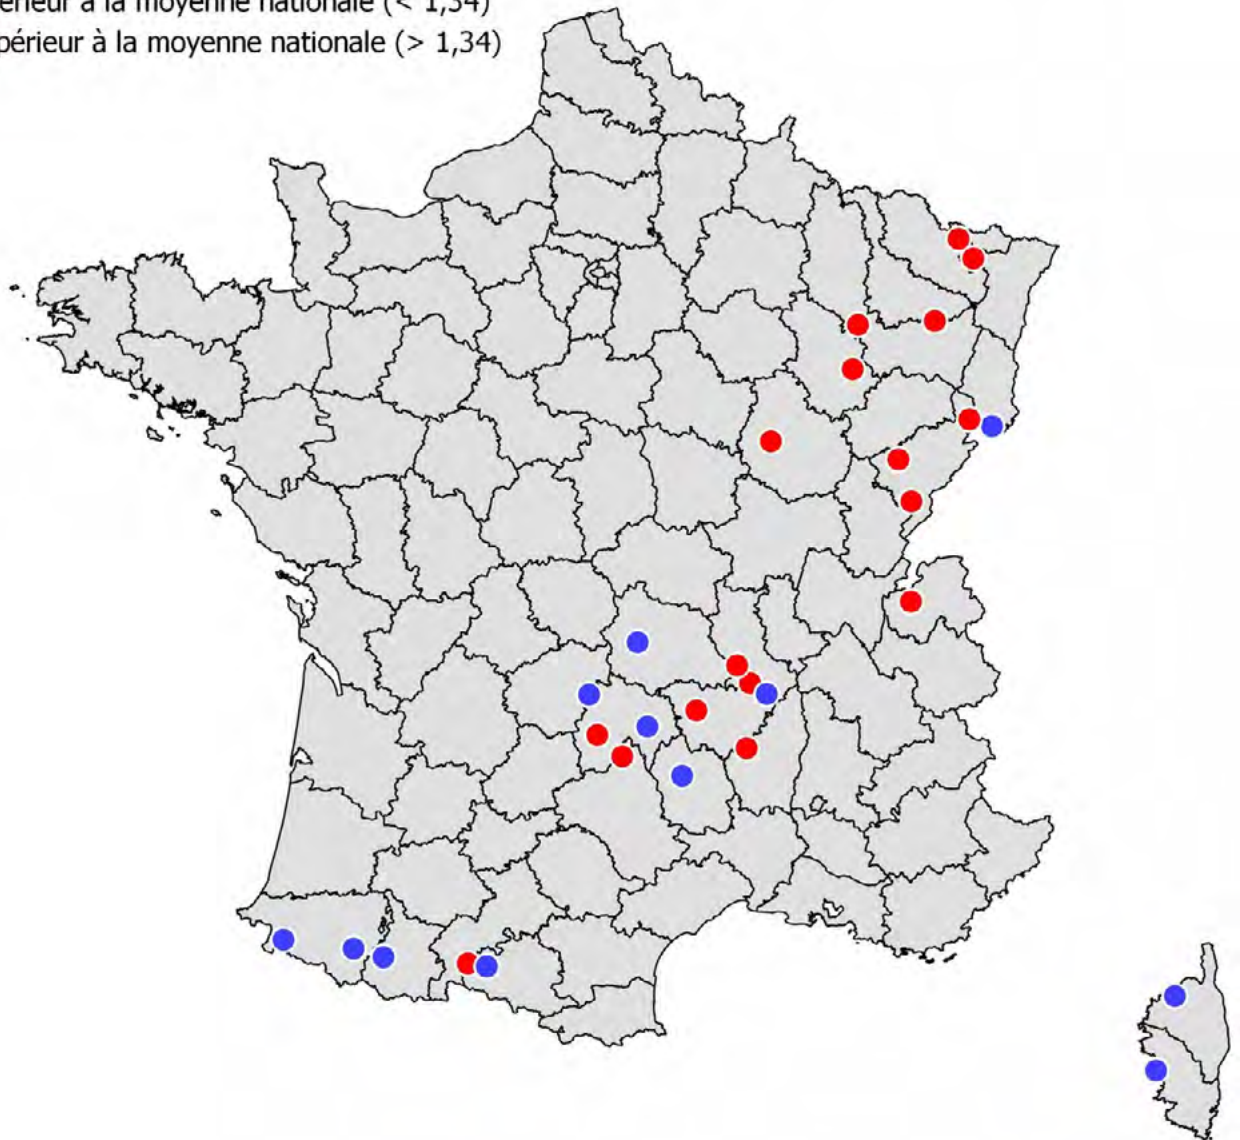 érieur à la moyenne nationale (< 1,34)
périeur à la moyenne nationale (> 1,34)